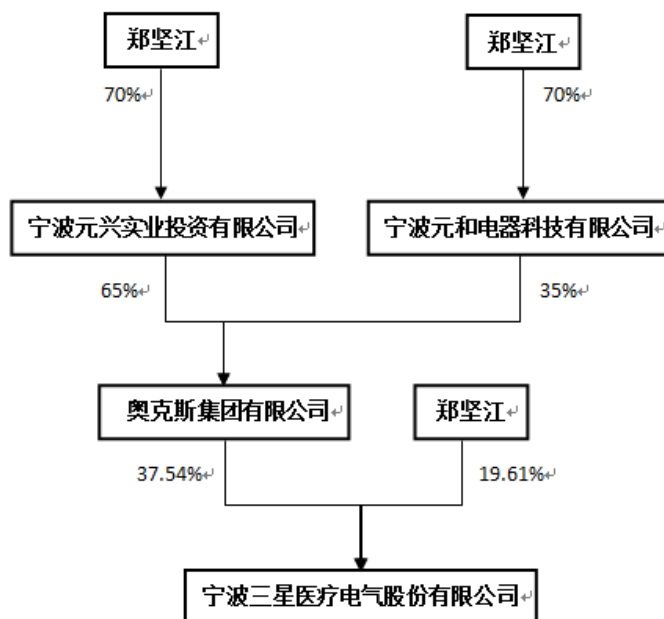 郑坚江
郑坚江
70%
70%
宁波元兴实业投资有限公司
宁波元和电器科技有限公司
65%
35%
奥克斯集团有限公司
郑坚江
37.54%
19.61%
宁波三星医疗电气股份有限公司